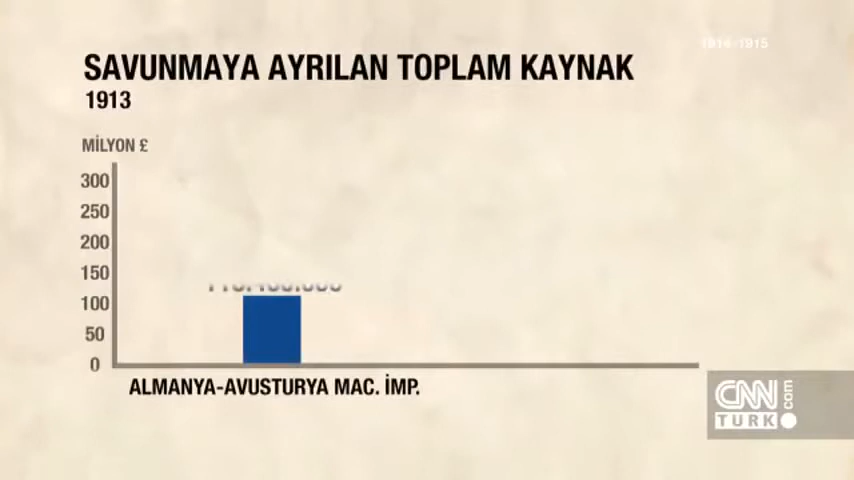 1914-1915
SAVUNMAYA AYRILAN TOPLAM KAYNAK
1913
MİLYON £
300
250
200
150
100
50
0
ALMANYA-AVUSTURYA MAC. İMP.
CNN
TURK
.com